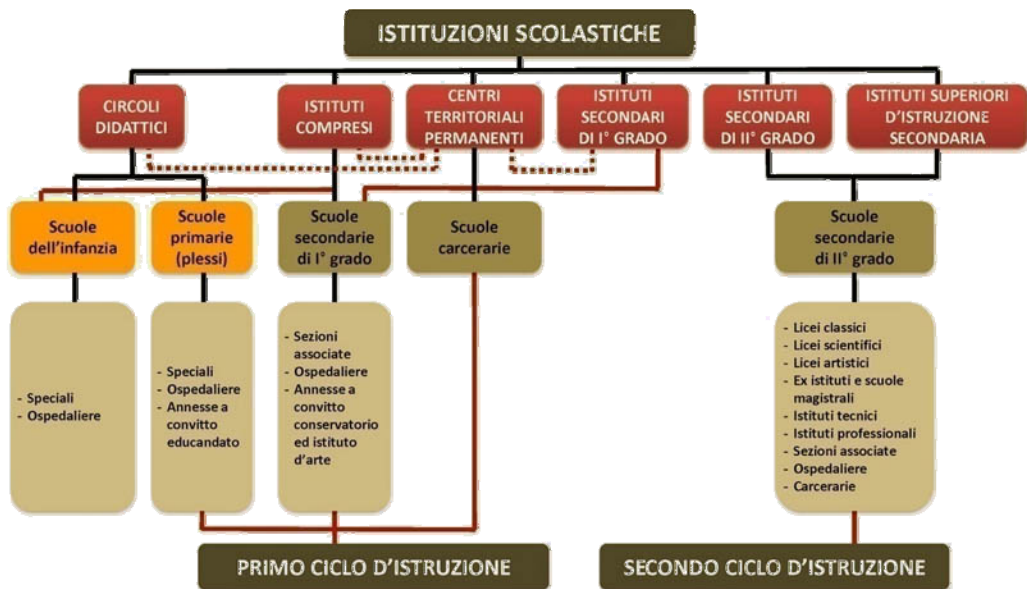 ISTITUZIONI SCOLASTICHE
CIRCOLI
DIDATTICI
ISTITUTI
COMPRESI
CENTRI
TERRITORIALI
PERMANENTI
ISTITUTI
SECONDARI
DI I° GRADO
ISTITUTI
SECONDARI
DI II° GRADO
ISTITUTI SUPERIORI
D'ISTRUZIONE
SECONDARIA
Scuole
dell'infanzia
Scuole
primarie
(plessi)
Scuole
secondarie
di I° grado
Scuole
carcerarie
Scuole
secondarie
di II° grado
- Speciali
- Ospedaliere
- Speciali
- Ospedaliere
- Annesse a
convitto
educandato
- Sezioni
associate
- Ospedaliere
- Annesse a
convitto
conservatorio
ed istituto
d'arte
- Licei classici
- Licei scientifici
- Licei artistici
- Ex istituti e scuole
magistrali
- Istituti tecnici
- Istituti professionali
- Sezioni associate
- Ospedaliere
- Carcerarie
PRIMO CICLO D'ISTRUZIONE
SECONDO CICLO D'ISTRUZIONE